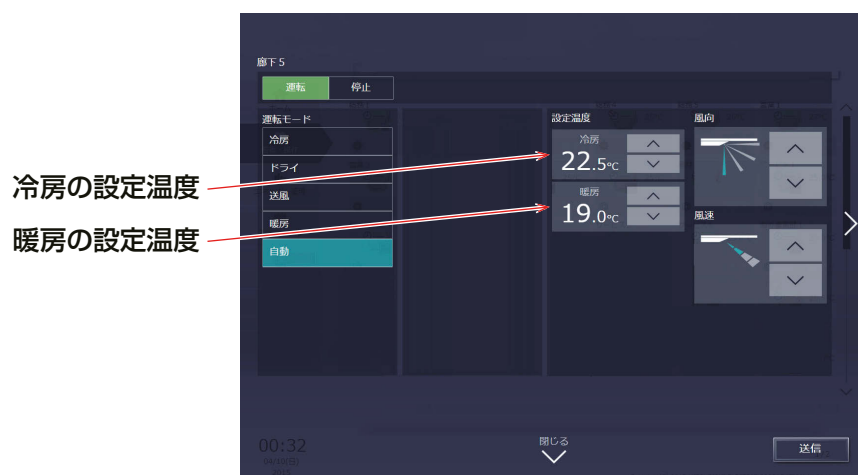 廊下5
運転
停止
運転モード
冷房
ドライ
送風
暖房
自動
設定温度
冷房
22.5℃
暖房
19.0℃
風向
風速
冷房の設定温度
暖房の設定温度
00:32
閉じる
送信